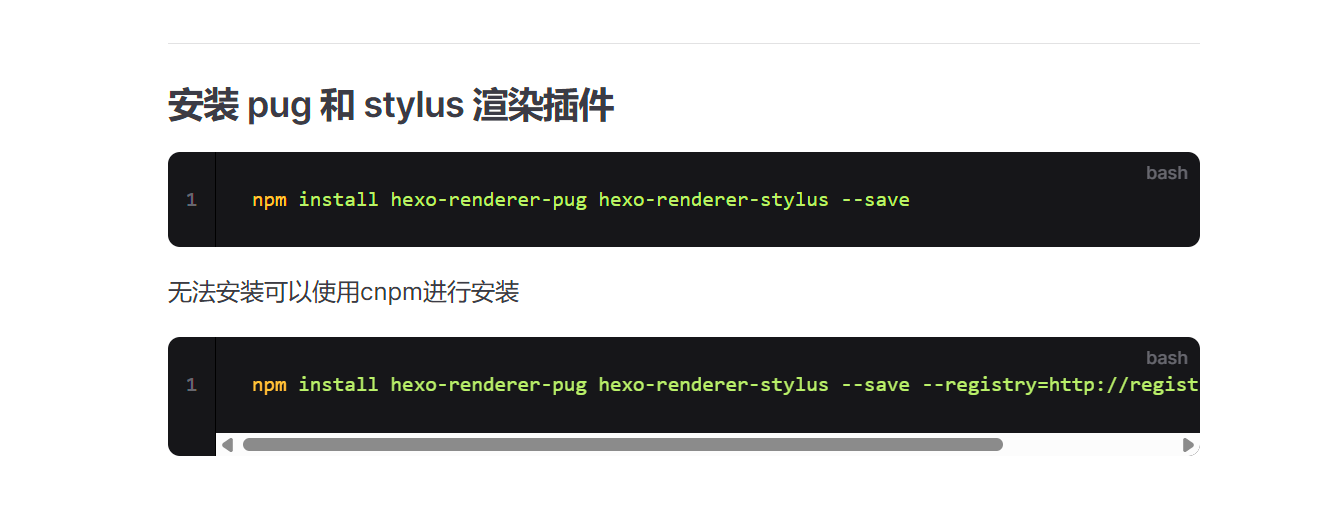 安装 pug 和 stylus 渲染插件
bash
1 npm install hexo-renderer-pug hexo-renderer-stylus --save
无法安装可以使用cnpm进行安装
bash
1 npm install hexo-renderer-pug hexo-renderer-stylus --save --registry=http://regist